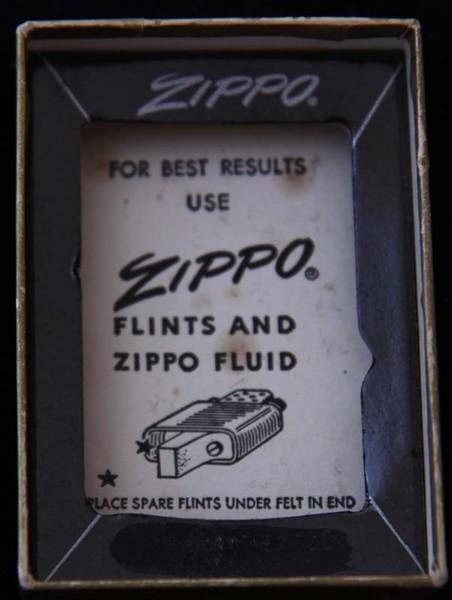 ZIPPO.
FOR BEST RESULTS
USE
ZIPPO®
FLINTS AND
ZIPPO FLUID
★ PLACE SPARE FLINTS UNDER FELT IN END